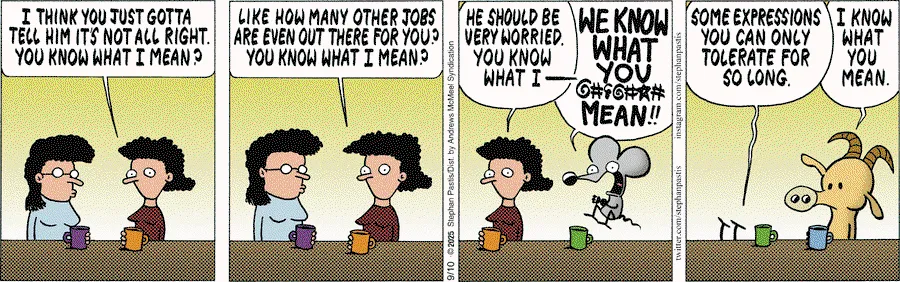 I THINK YOU JUST GOTTA
TELL HIM IT'S NOT ALL RIGHT.
YOU KNOW WHAT I MEAN?
LIKE HOW MANY OTHER JOBS
ARE EVEN OUT THERE FOR YOU?
YOU KNOW WHAT I MEAN?
9/10 ©2025 Stephan Pastis/Dist. by Andrews McMeel Syndication
HE SHOULD BE
VERY WORRIED.
YOU KNOW
WHAT I—
WE KNOW
WHAT
YOU
@#?@#*#
MEAN!!
twitter.com/stephanpastis
instagram.com/stephanpastis
SOME EXPRESSIONS
YOU CAN ONLY
TOLERATE FOR
SO LONG.
I KNOW
WHAT
YOU
MEAN.